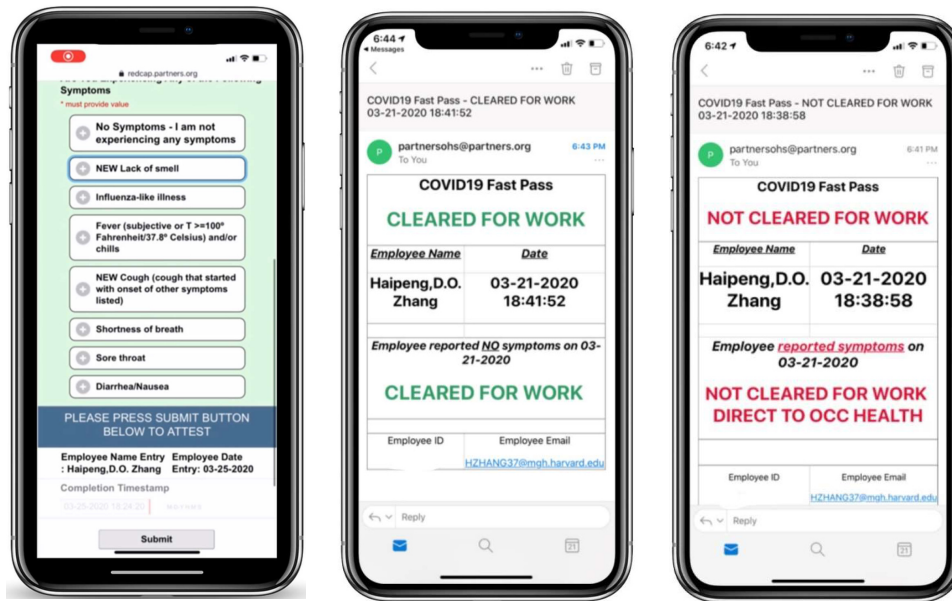 redcap.partners.org
Symptoms
* must provide value
No Symptoms - I am not
experiencing any symptoms
NEW Lack of smell
Influenza-like illness
Fever (subjective or T >=100°
Fahrenheit/37.8° Celsius) and/or
chills
NEW Cough (cough that started
with onset of other symptoms
listed)
Shortness of breath
Sore throat
Diarrhea/Nausea
PLEASE PRESS SUBMIT BUTTON
BELOW TO ATTEST
Employee Name Entry
: Haipeng,D.O. Zhang
Employee Date
Entry: 03-25-2020
Completion Timestamp
Submit
6:44
Messages
COVID19 Fast Pass - CLEARED FOR WORK
03-21-2020 18:41:52
P
partnersohs@partners.org
6:43 PM
To You
COVID19 Fast Pass
CLEARED FOR WORK
Employee Name
Date
Haipeng,D.O.
Zhang
03-21-2020
18:41:52
Employee reported NO symptoms on 03-
21-2020
CLEARED FOR WORK
Employee ID
Employee Email
HZHANG37@mgh.harvard.edu
Reply
21
6:42
COVID19 Fast Pass - NOT CLEARED FOR WORK
03-21-2020 18:38:58
P
partnersohs@partners.org
6:41 PM
To You
COVID19 Fast Pass
NOT CLEARED FOR WORK
Employee Name
Date
Haipeng,D.O.
Zhang
03-21-2020
18:38:58
Employee reported symptoms on
03-21-2020
NOT CLEARED FOR WORK
DIRECT TO OCC HEALTH
Employee ID
Employee Email
HZHANG37@mgh.harvard.edu
Reply
21